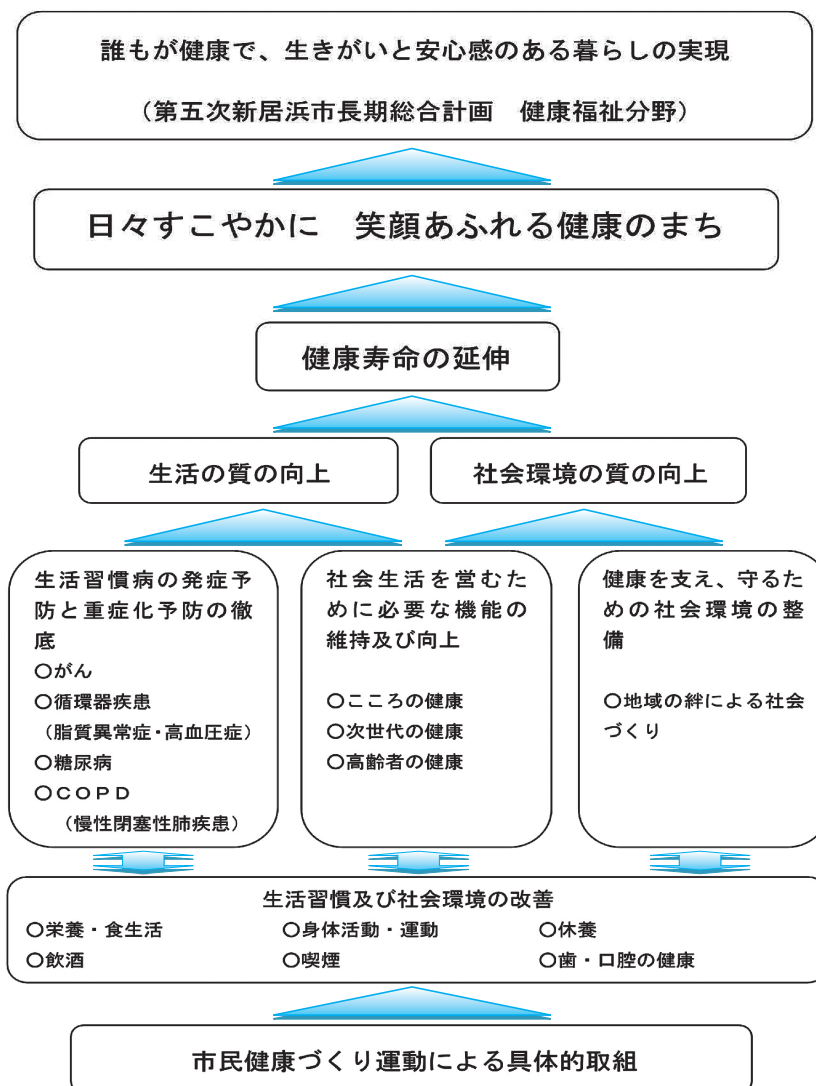 誰もが健康で、生きがいと安心感のある暮らしの実現
（第五次新居浜市長期総合計画　健康福祉分野）
日々すこやかに　笑顔あふれる健康のまち
健康寿命の延伸
生活の質の向上
社会環境の質の向上
生活習慣病の発症予
防と重症化予防の徹
底
○がん
○循環器疾患
（脂質異常症・高血圧症）
○糖尿病
○ＣＯＰＤ
（慢性閉塞性肺疾患）
社会生活を営むため
に必要な機能の
維持及び向上
○こころの健康
○次世代の健康
○高齢者の健康
健康を支え、守るた
めの社会環境の整
備
○地域の絆による社会
づくり
生活習慣及び社会環境の改善
○栄養・食生活
○身体活動・運動
○休養
○飲酒
○喫煙
○歯・口腔の健康
市民健康づくり運動による具体的取組